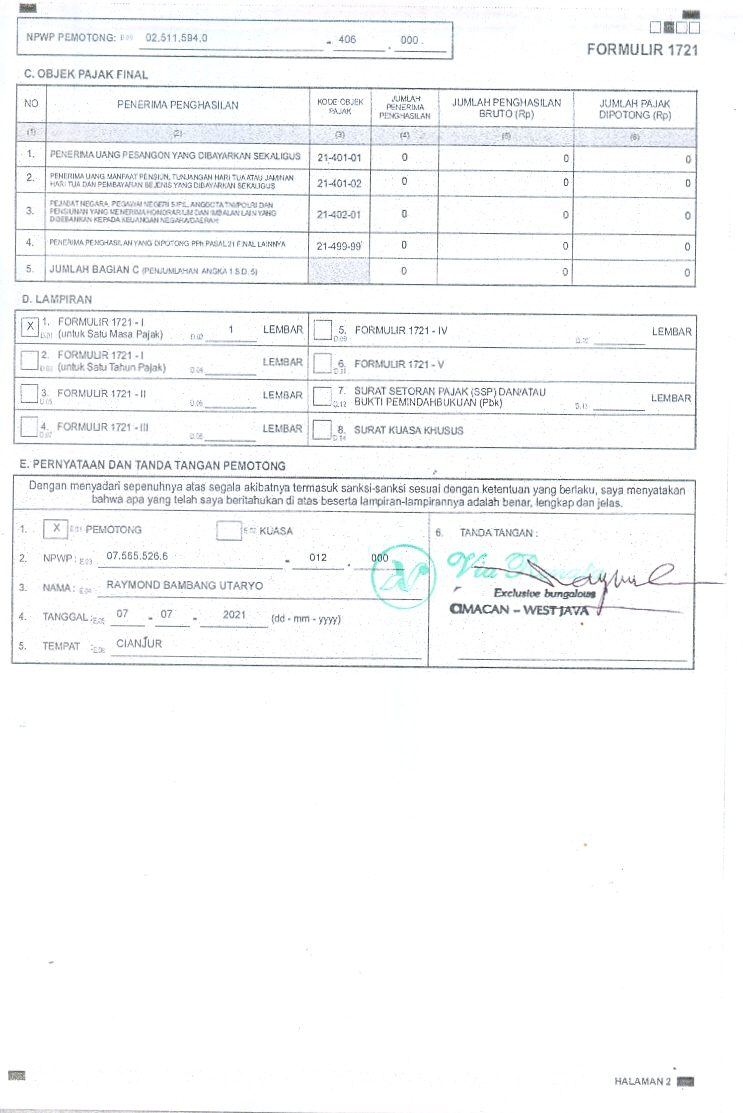 NPWP PEMOTONG: 02.511.594.0 - 406 . 000 .
FORMULIR 1721
C. OBJEK PAJAK FINAL
NO PENERIMA PENGHASILAN KODE OBJEK PAJAK JUMLAH PENERIMA PENGHASILAN JUMLAH PENGHASILAN BRUTO (Rp) JUMLAH PAJAK DIPOTONG (Rp)
(1) (2) (3) (4) (5) (6)
1. PENERIMA UANG PESANGON YANG DIBAYARKAN SEKALIGUS 21-401-01 0 0 0
2. PENERIMA UANG MANFAAT PENSIUN, TUNJANGAN HARI TUA ATAU JAMINAN
HARI TUA DAN PEMBAYARAN SEJENIS YANG DIBAYARKAN SEKALIGUS 21-401-02 0 0 0
3. PEJABAT NEGARA, PEGAWAI NEGERI SIPIL, ANGGOTA TNI/POLRI DAN
PENSIUNAN YANG MENERIMA HONORARIUM DAN IMBALAN LAIN YANG
DIBEBANKAN KEPADA KEUANGAN NEGARA/DAERAH 21-402-01 0 0 0
4. PENERIMA PENGHASILAN YANG DIPOTONG PPh PASAL 21 FINAL LAINNYA 21-499-99 0 0 0
5. JUMLAH BAGIAN C (PENJUMLAHAN ANGKA 1 S.D. 5) 0 0 0
D. LAMPIRAN
X 1. FORMULIR 1721 - I
D.01 (untuk Satu Masa Pajak) D.02 1 LEMBAR
5. FORMULIR 1721 - IV D.09 D.10 LEMBAR
2. FORMULIR 1721 - I
D.03 (untuk Satu Tahun Pajak) D.04 LEMBAR
6. FORMULIR 1721 - V D.11
3. FORMULIR 1721 - II D.05 D.06 LEMBAR
7. SURAT SETORAN PAJAK (SSP) DAN/ATAU
D.12 BUKTI PEMINDAHBUKUAN (Pbk) D.13 LEMBAR
4. FORMULIR 1721 - III D.07 D.08 LEMBAR
8. SURAT KUASA KHUSUS D.14
E. PERNYATAAN DAN TANDA TANGAN PEMOTONG
Dengan menyadari sepenuhnya atas segala akibatnya termasuk sanksi-sanksi sesuai dengan ketentuan yang berlaku, saya menyatakan
bahwa apa yang telah saya beritahukan di atas beserta lampiran-lampirannya adalah benar, lengkap dan jelas.
1. X E.01 PEMOTONG E.02 KUASA
2. NPWP : E.03 07.565.526.6 - 012 . 000
3. NAMA : E.04 RAYMOND BAMBANG UTARYO
4. TANGGAL : E.05 07 - 07 - 2021 (dd - mm - yyyy)
5. TEMPAT : E.06 CIANJUR
6. TANDA TANGAN :
Exclusive bungalows
CIMACAN - WEST JAVA
HALAMAN 2